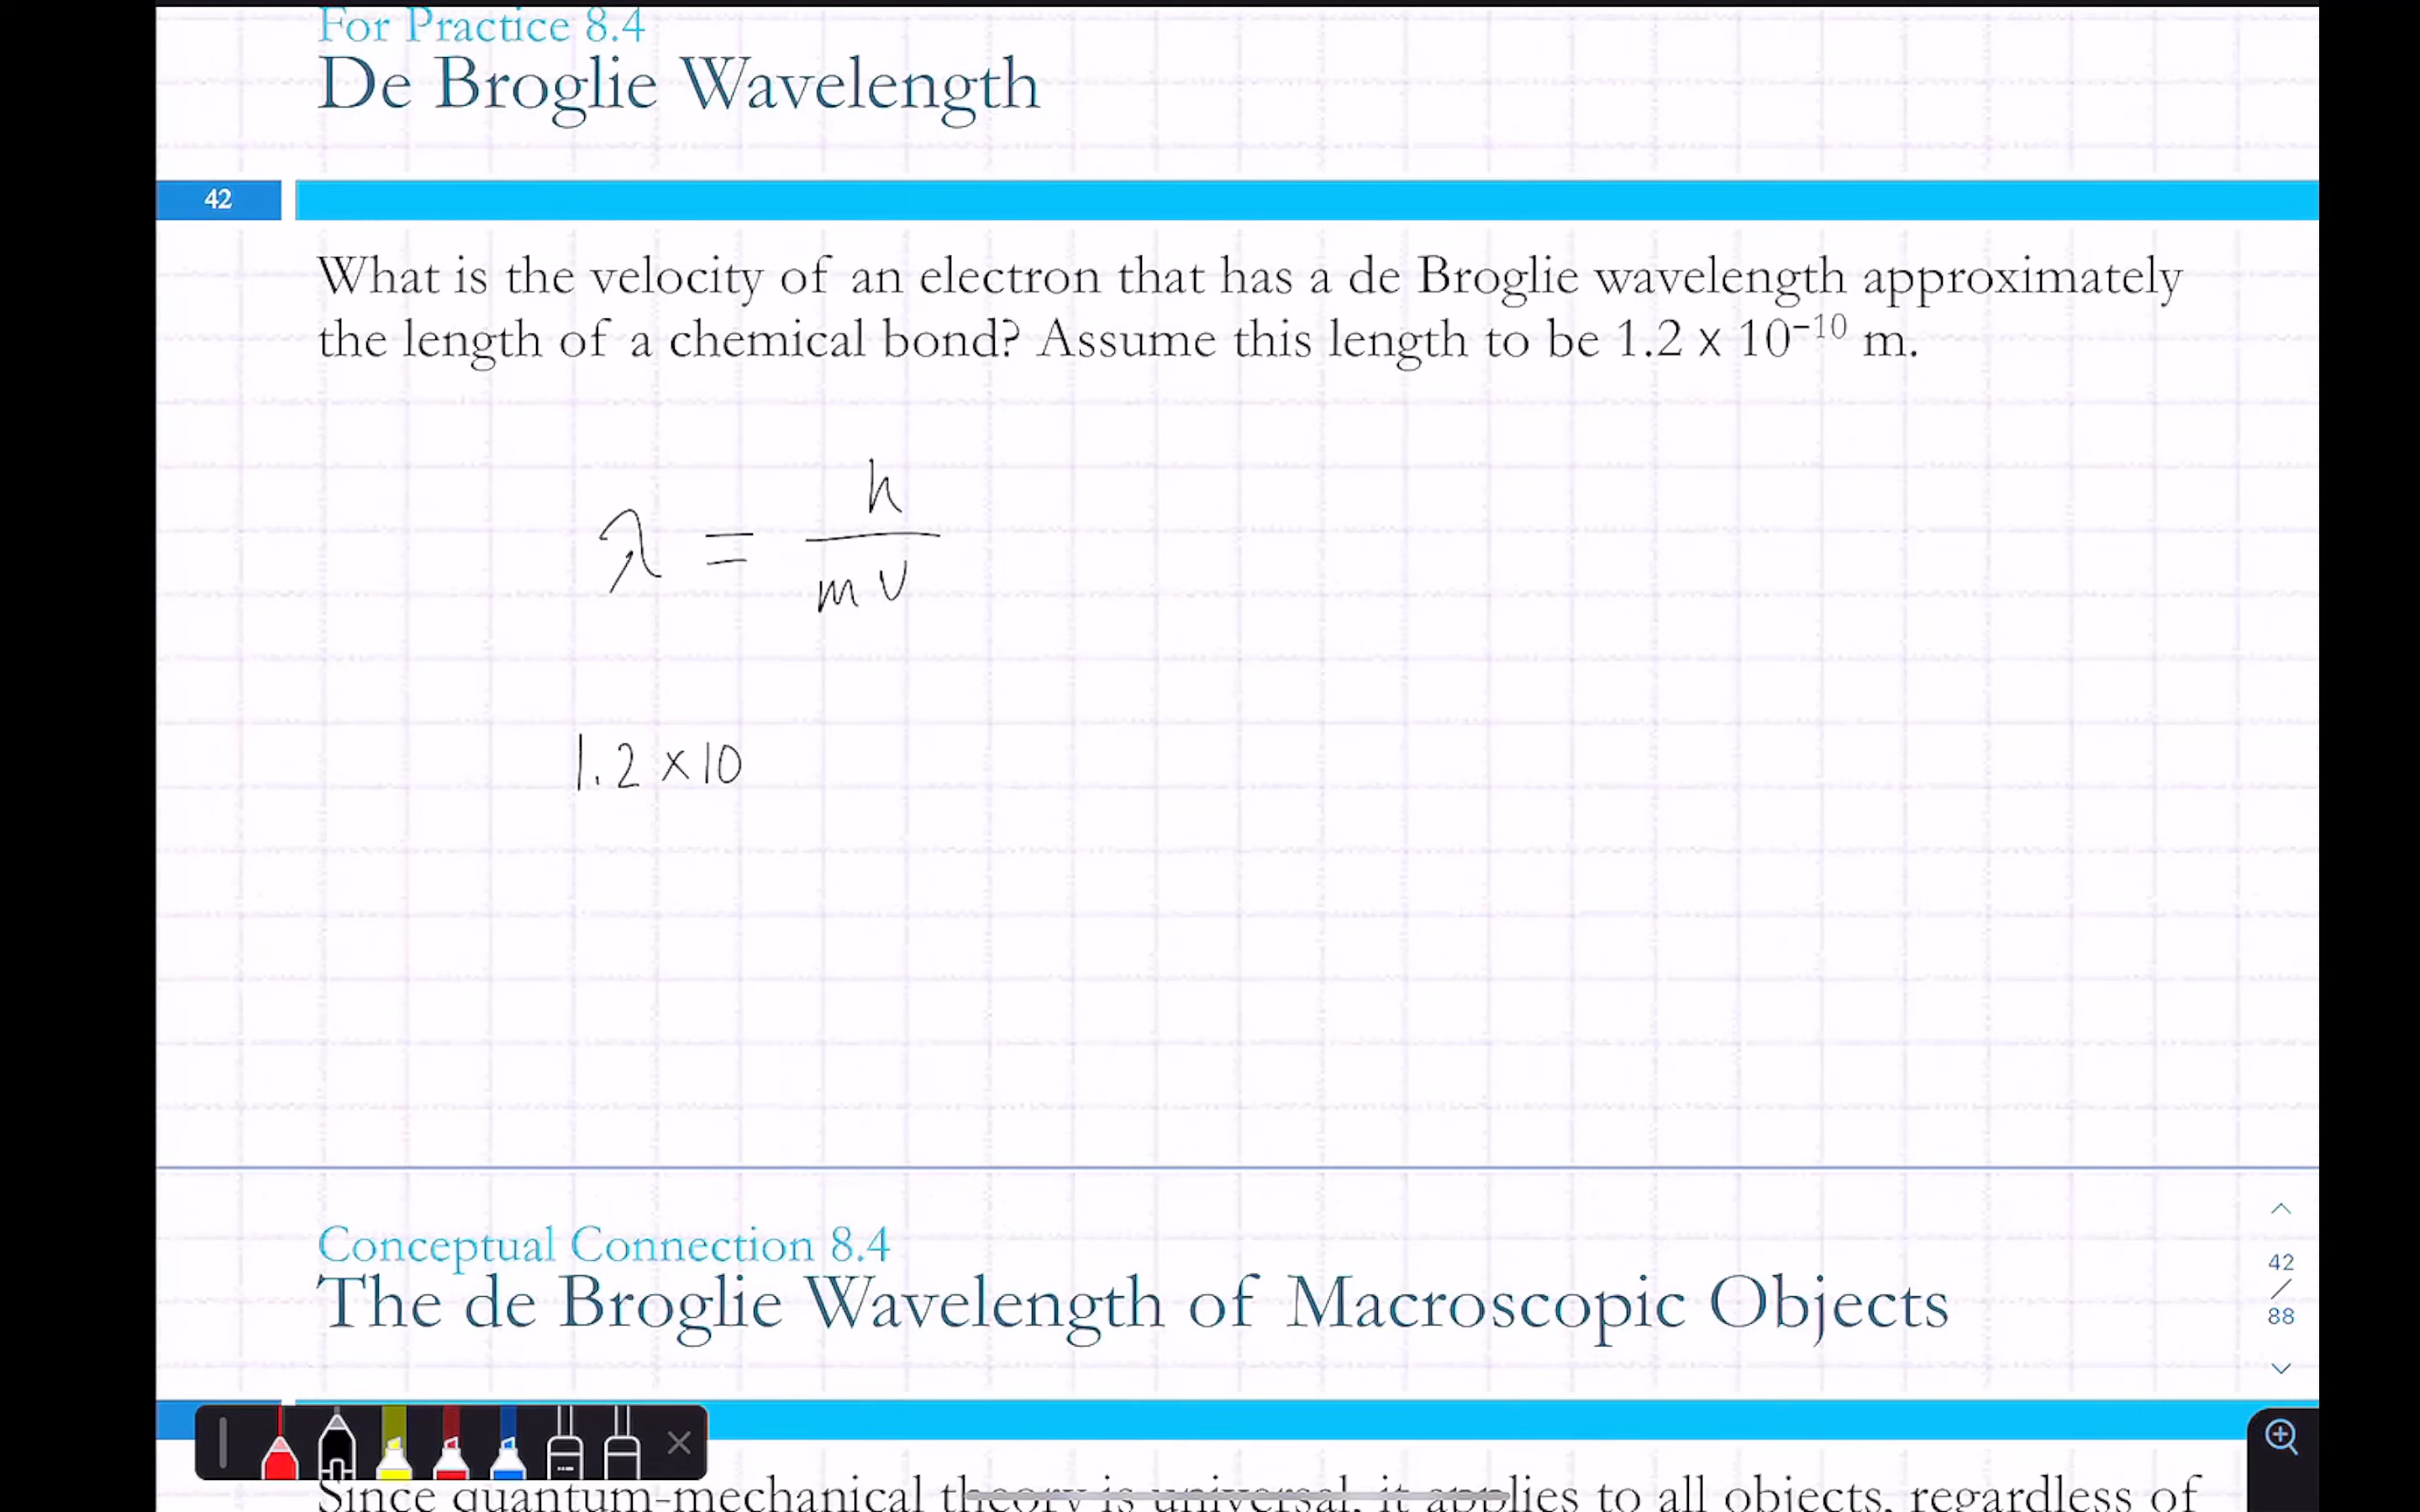 For Practice 8.4
De Broglie Wavelength
42
What is the velocity of an electron that has a de Broglie wavelength approximately
the length of a chemical bond? Assume this length to be 1.2 x 10⁻¹⁰ m.
λ = h / mv
1.2 × 10
Conceptual Connection 8.4
The de Broglie Wavelength of Macroscopic Objects
42
/
88
Since quantum-mechanical theory is universal, it applies to all objects, regardless of